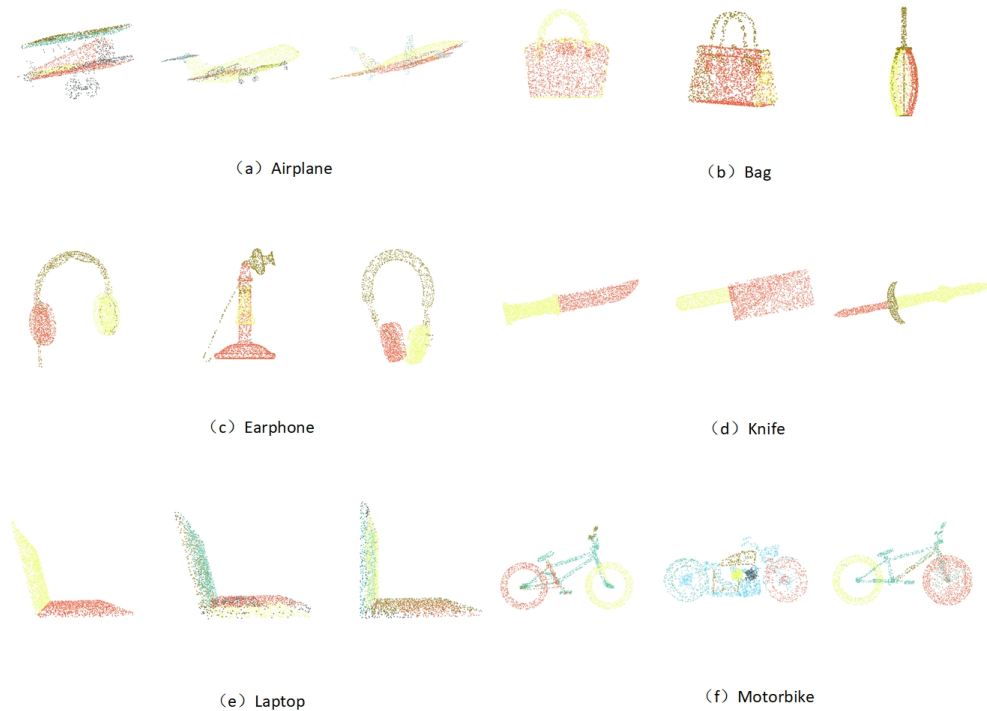 （a）Airplane
（b）Bag
（c）Earphone
（d）Knife
（e）Laptop
（f）Motorbike